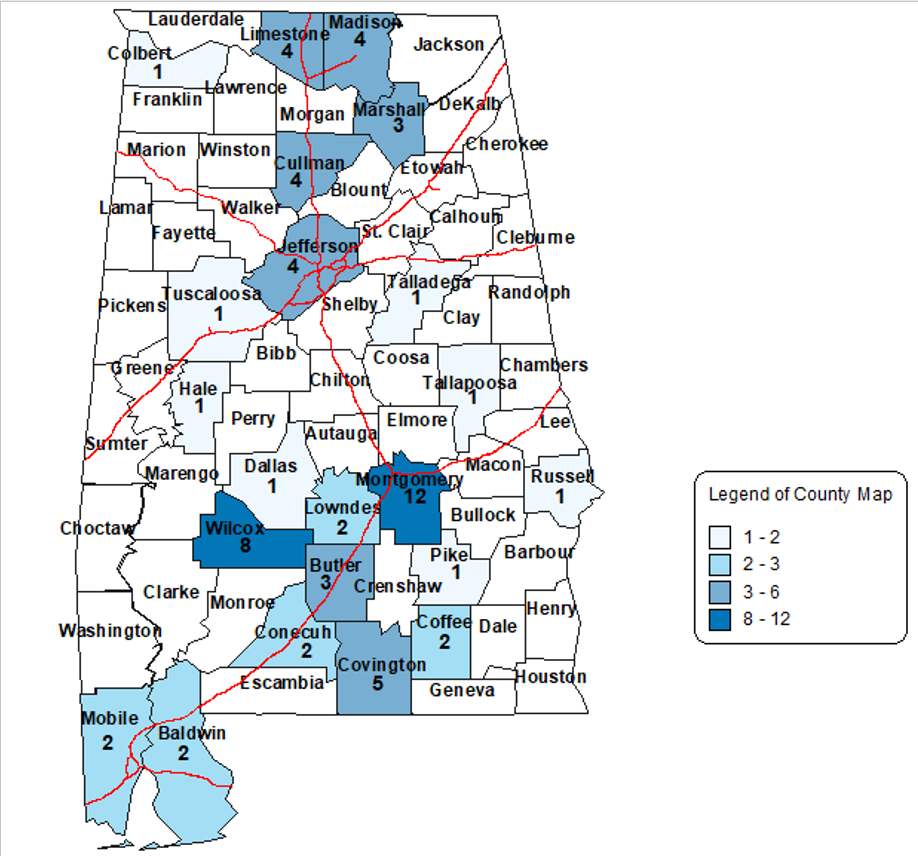 Lauderdale
Madison
4
Limestone
4
Jackson
Colbert
1
Lawrence
Franklin
DeKalb
Morgan
Marshall
3
Cherokee
Marion
Winston
Cullman
4
Etowah
Blount
Lamar
Walker
Calhoun
Fayette
St. Clair
Cleburne
Jefferson
4
Talladega
1
Tuscaloosa
1
Randolph
Pickens
Shelby
Clay
Bibb
Coosa
Chambers
Greene
Chilton
Tallapoosa
1
Hale
1
Perry
Elmore
Lee
Autauga
Sumter
Marengo
Dallas
1
Macon
Montgomery
12
Russell
1
Legend of County Map
1 - 2
2 - 3
3 - 6
8 - 12
Lowndes
2
Bullock
Choctaw
Wilcox
8
Barbour
Pike
1
Butler
3
Crenshaw
Clarke
Monroe
Henry
Coffee
2
Dale
Washington
Conecuh
2
Covington
5
Houston
Escambia
Geneva
Mobile
2
Baldwin
2